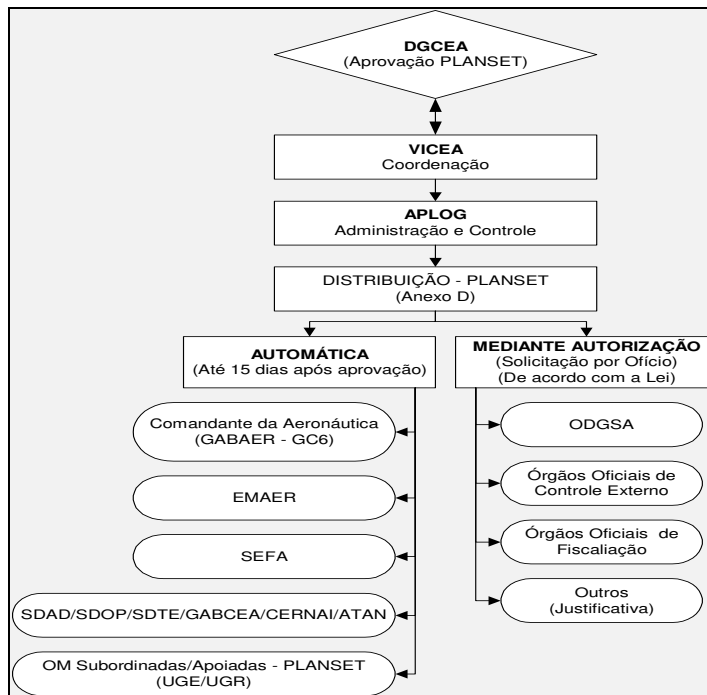 DGCEA
(Aprovação PLANSET)
VICEA
Coordenação
APLOG
Administração e Controle
DISTRIBUIÇÃO - PLANSET
(Anexo D)
AUTOMÁTICA
(Até 15 dias após aprovação)
Comandante da Aeronáutica
(GABAER - GC6)
EMAER
SEFA
SDAD/SDOP/SDTE/GABCEA/CERNAI/ATAN
OM Subordinadas/Apoiadas - PLANSET
(UGE/UGR)
MEDIANTE AUTORIZAÇÃO
(Solicitação por Ofício)
(De acordo com a Lei)
ODGSA
Órgãos Oficiais de
Controle Externo
Órgãos Oficiais de
Fiscaliação
Outros
(Justificativa)